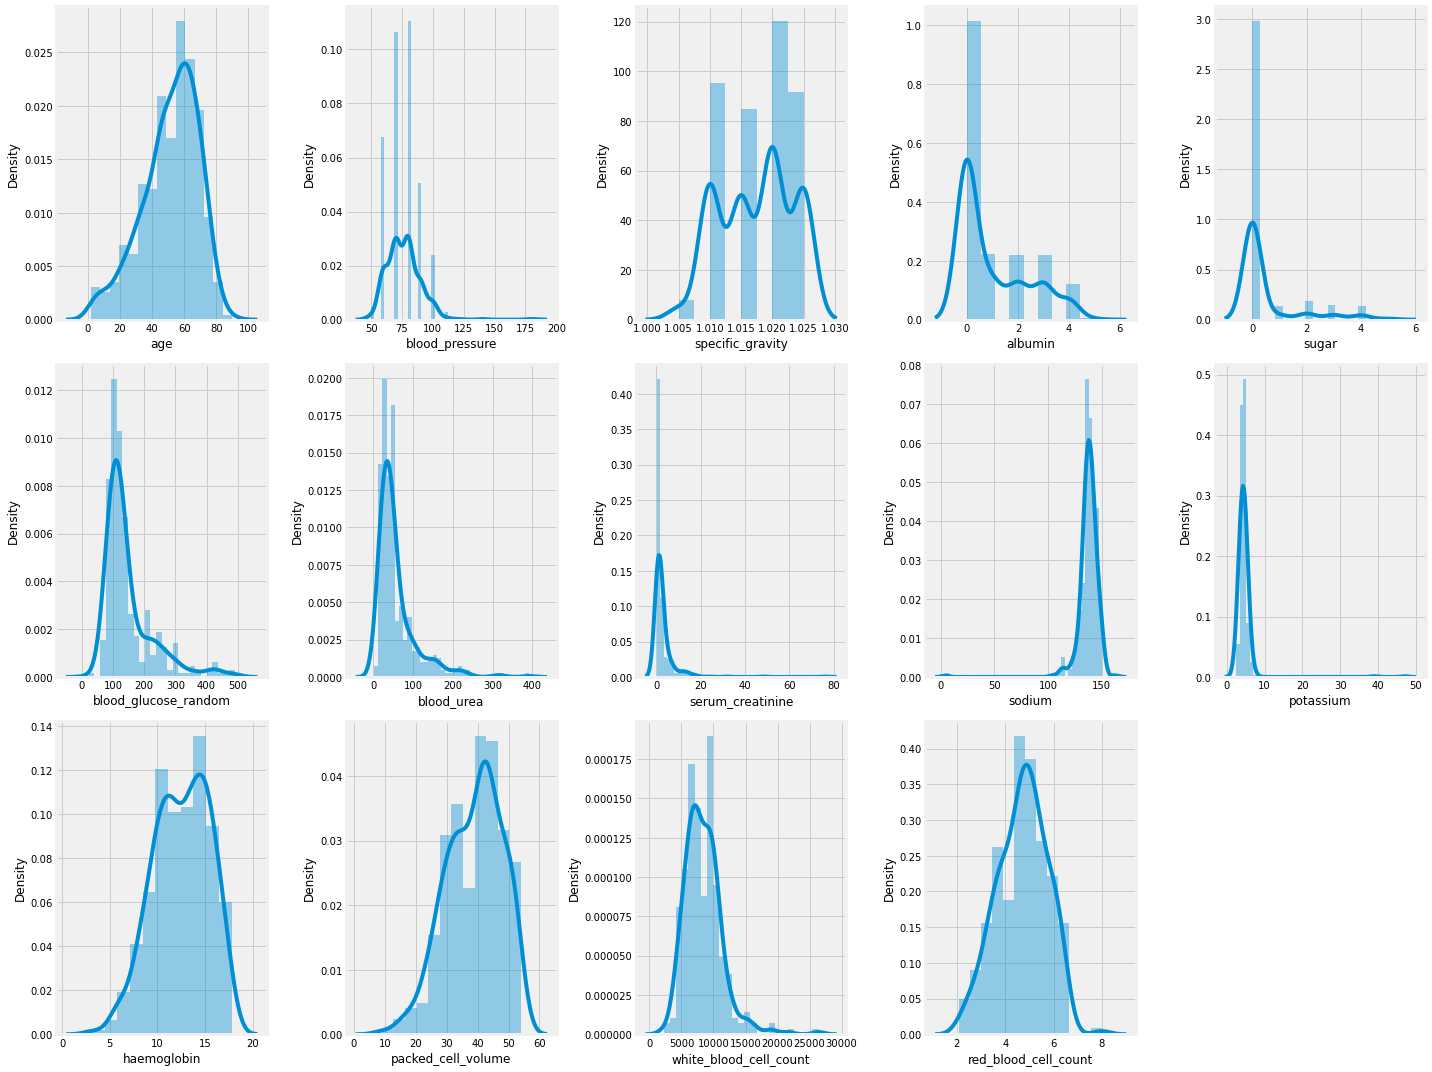 0.025
0.020
0.015
0.010
0.005
0.000
Density
0 20 40 60 80 100
age
0.10
0.08
0.06
0.04
0.02
0.00
Density
50 75 100 125 150 175 200
blood_pressure
120
100
80
60
40
20
0
Density
1.000 1.005 1.010 1.015 1.020 1.025 1.030
specific_gravity
1.0
0.8
0.6
0.4
0.2
0.0
Density
0 2 4 6
albumin
3.0
2.5
2.0
1.5
1.0
0.5
0.0
Density
0 2 4 6
sugar
0.012
0.010
0.008
0.006
0.004
0.002
0.000
Density
0 100 200 300 400 500
blood_glucose_random
0.0200
0.0175
0.0150
0.0125
0.0100
0.0075
0.0050
0.0025
0.0000
Density
0 100 200 300 400
blood_urea
0.40
0.35
0.30
0.25
0.20
0.15
0.10
0.05
0.00
Density
0 20 40 60 80
serum_creatinine
0.08
0.07
0.06
0.05
0.04
0.03
0.02
0.01
0.00
Density
0 50 100 150
sodium
0.5
0.4
0.3
0.2
0.1
0.0
Density
0 10 20 30 40 50
potassium
0.14
0.12
0.10
0.08
0.06
0.04
0.02
0.00
Density
0 5 10 15 20
haemoglobin
0.04
0.03
0.02
0.01
0.00
Density
0 10 20 30 40 50 60
packed_cell_volume
0.000175
0.000150
0.000125
0.000100
0.000075
0.000050
0.000025
0.000000
Density
0 5000 10000 15000 20000 25000 30000
white_blood_cell_count
0.40
0.35
0.30
0.25
0.20
0.15
0.10
0.05
0.00
Density
2 4 6 8
red_blood_cell_count